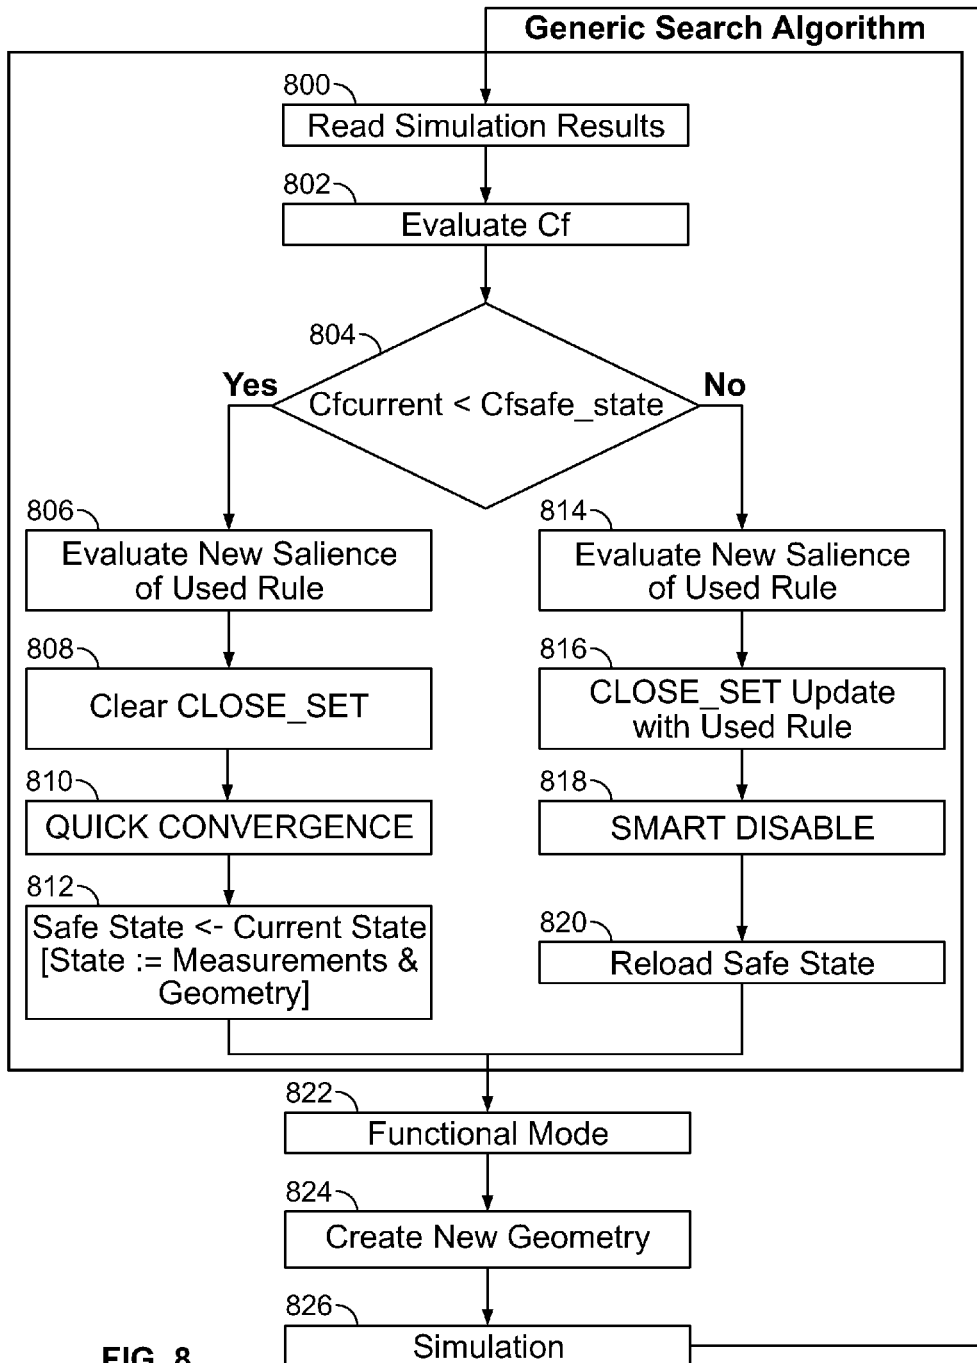 Generic Search Algorithm
800
Read Simulation Results
802
Evaluate Cf
804
Cfcurrent < Cfsafe_state
Yes
No
806
Evaluate New Salience
of Used Rule
808
Clear CLOSE_SET
810
QUICK CONVERGENCE
812
Safe State <- Current State
[State := Measurements &
Geometry]
814
Evaluate New Salience
of Used Rule
816
CLOSE_SET Update
with Used Rule
818
SMART DISABLE
820
Reload Safe State
822
Functional Mode
824
Create New Geometry
826
Simulation
FIG. 8